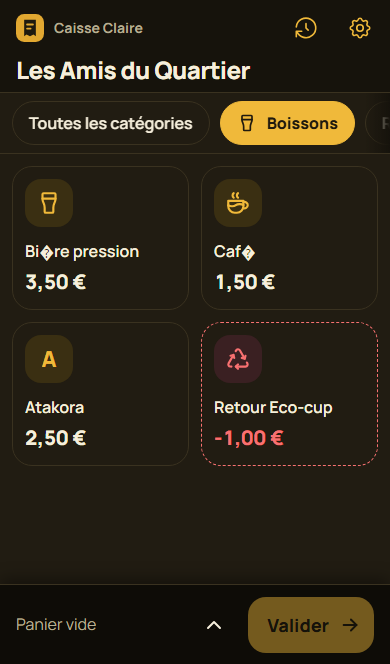 Caisse Claire
Les Amis du Quartier
Toutes les catégories
Boissons
Bi�re pression
3,50 €
Caf�
1,50 €
A
Atakora
2,50 €
Retour Eco-cup
-1,00 €
Panier vide
Valider